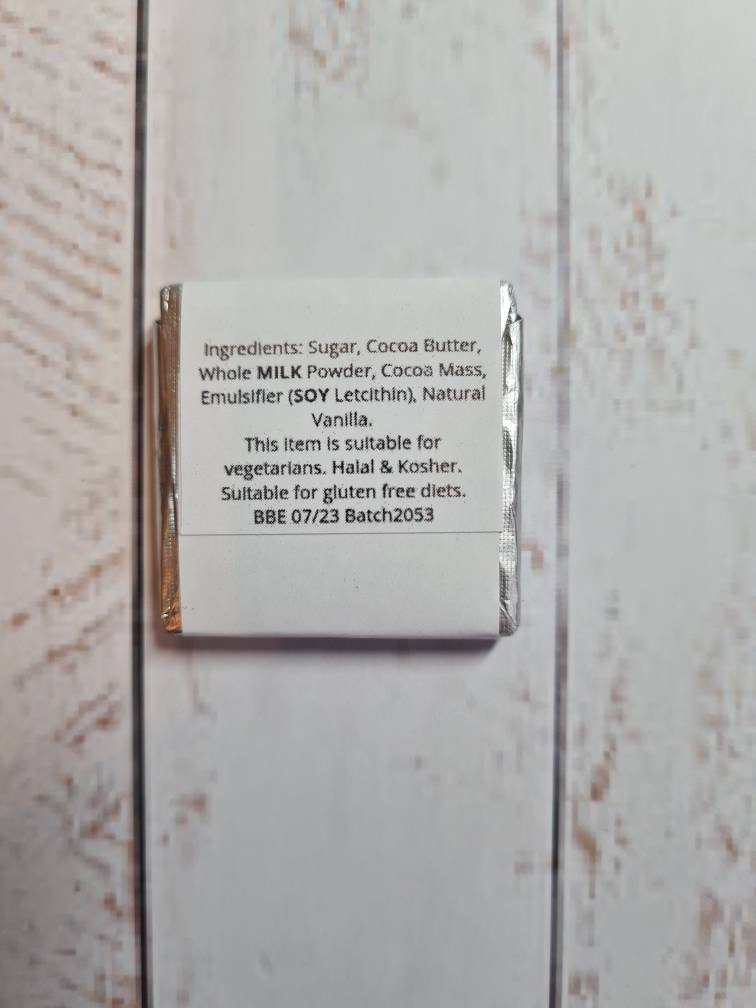 Ingredients: Sugar, Cocoa Butter,
Whole MILK Powder, Cocoa Mass,
Emulsifier (SOY Letcithin), Natural
Vanilla.
This item is suitable for
vegetarians. Halal & Kosher.
Suitable for gluten free diets.
BBE 07/23 Batch2053